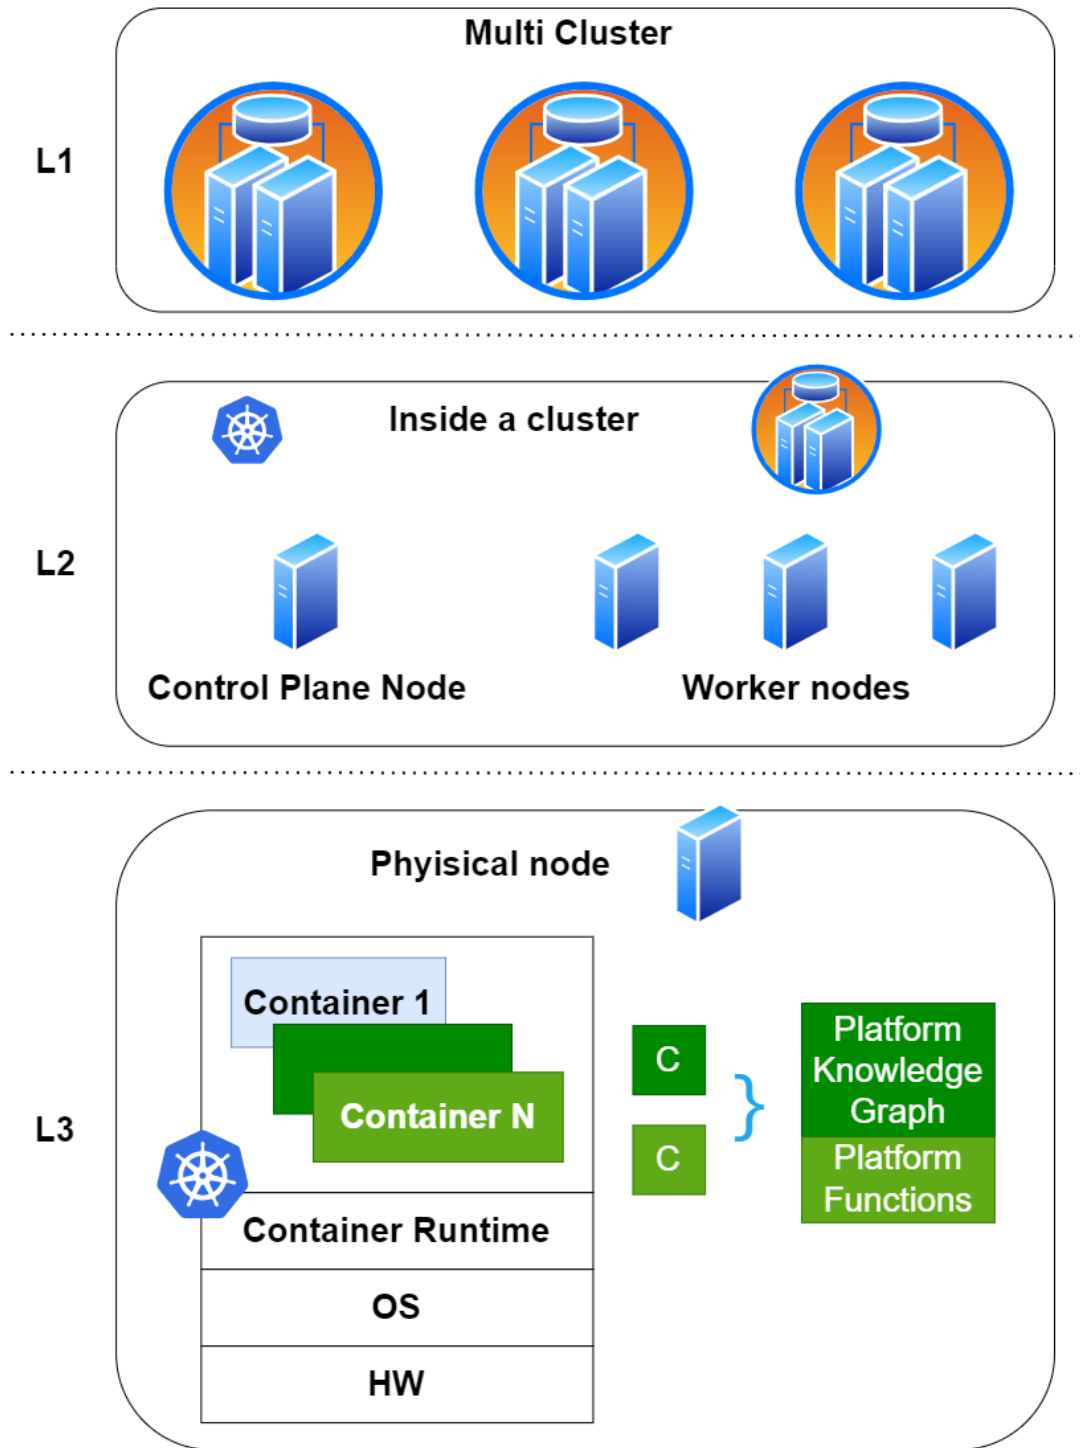 Multi Cluster
L1
Inside a cluster
L2
Control Plane Node
Worker nodes
Phyisical node
L3
Container 1
Container N
C
C
Platform
Knowledge
Graph
Platform
Functions
Container Runtime
OS
HW